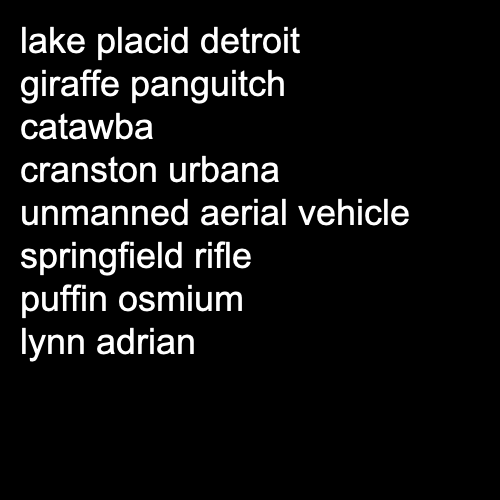 lake placid detroit
giraffe panguitch
catawba
cranston urbana
unmanned aerial vehicle
springfield rifle
puffin osmium
lynn adrian